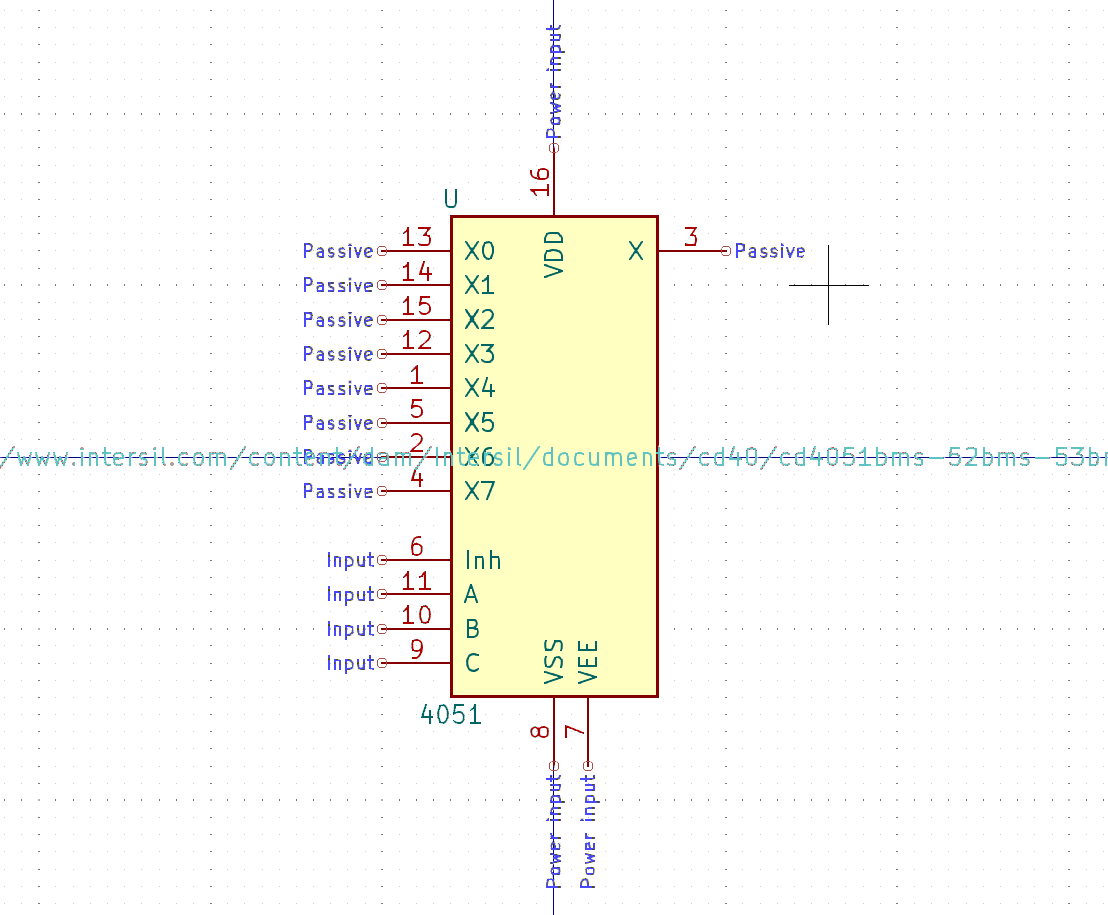 Power input
16
U
Passive 13 X0 VDD X 3 Passive
Passive 14 X1
Passive 15 X2
Passive 12 X3
Passive 1 X4
Passive 5 X5
Passive 2 X6
/www.intersil.com/content/dam/Intersil/documents/cd40/cd4051bms-52bms-53b
Passive 4 X7
Input 6 Inh
Input 11 A
Input 10 B
Input 9 C
VSS VEE
4051
8 7
Power input Power input